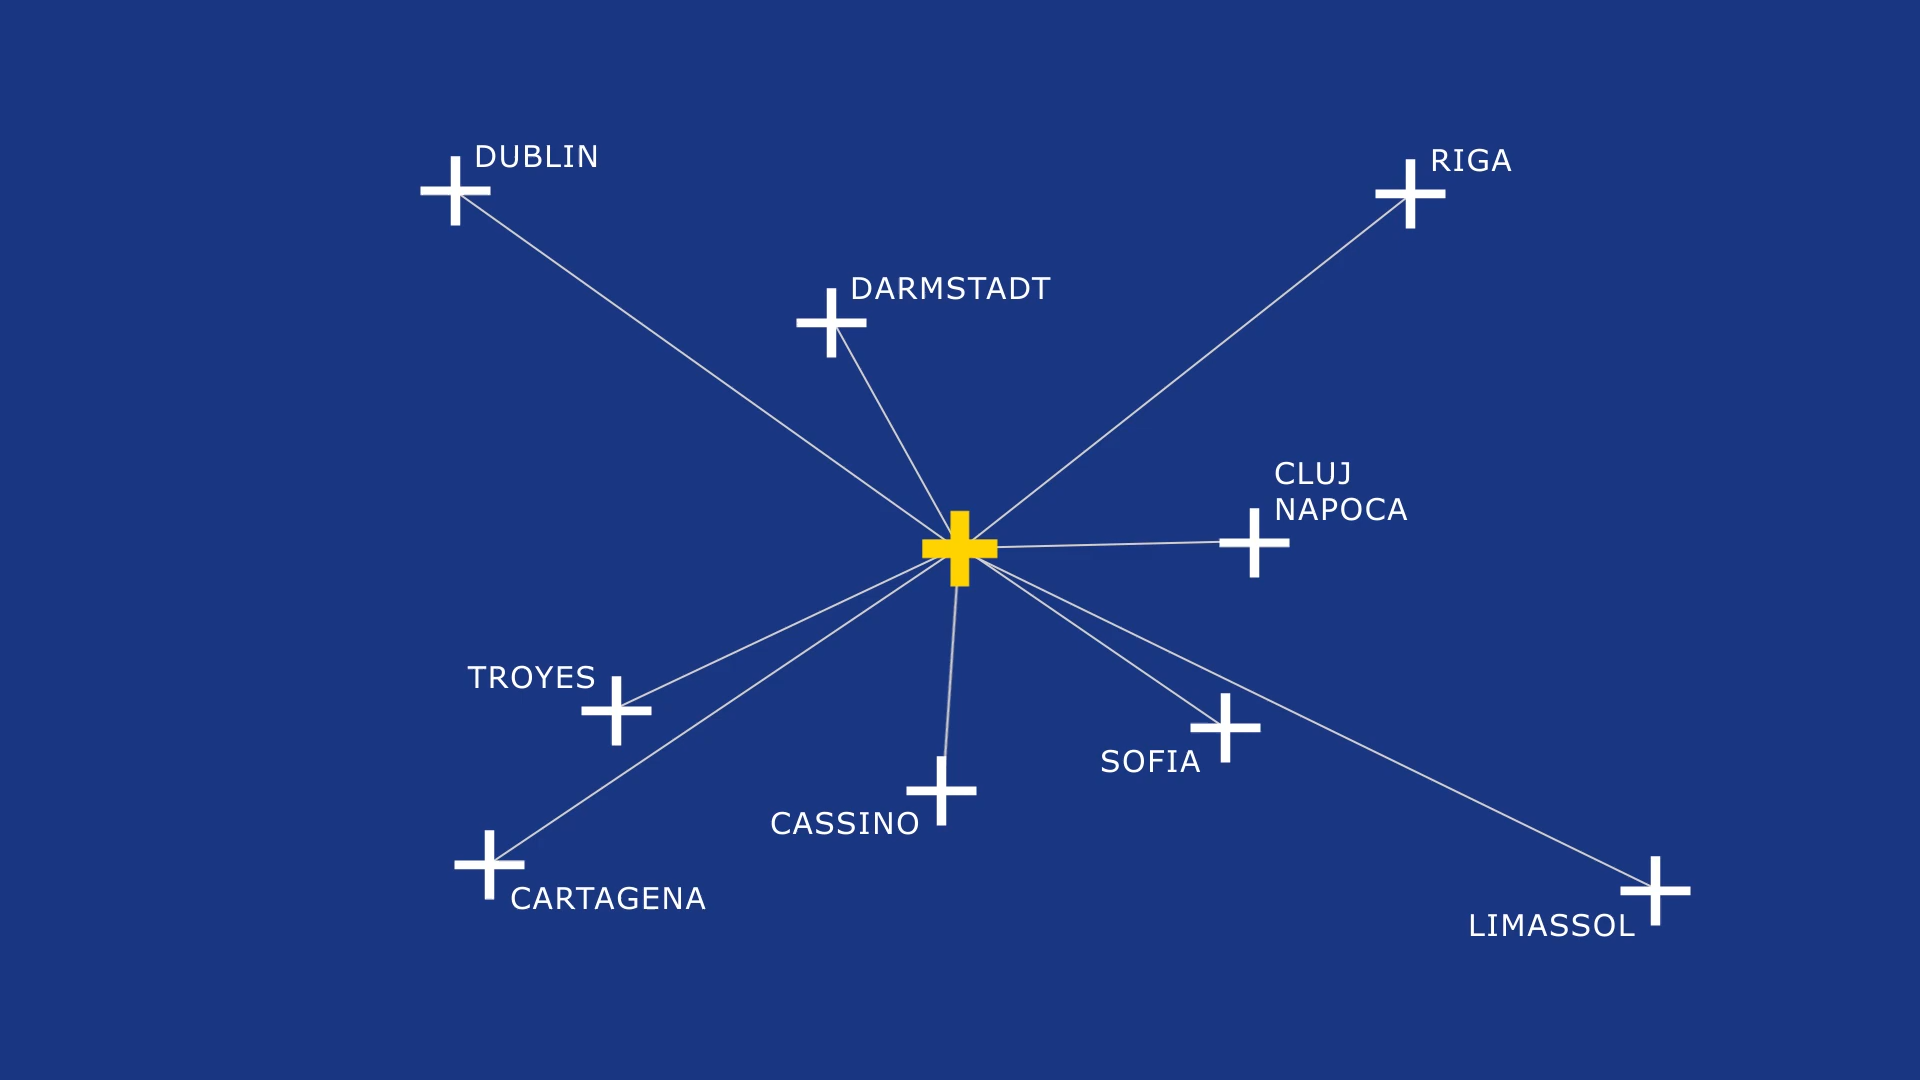 DUBLIN
RIGA
DARMSTADT
CLUJ
NAPOCA
TROYES
SOFIA
CASSINO
CARTAGENA
LIMASSOL